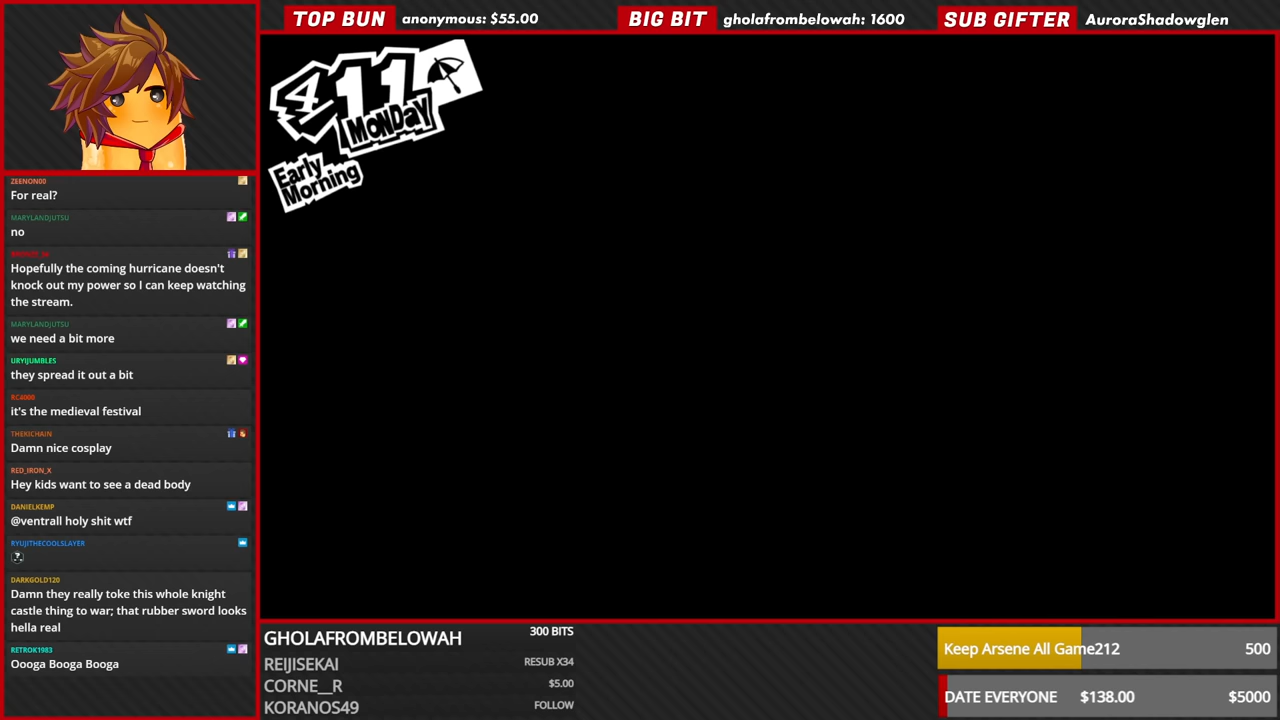 TOP BUN anonymous: $55.00 BIG BIT gholafrombelowah: 1600 SUB GIFTER AuroraShadowglen
4 11
MONDAY
Early
Morning
ZEENON00
For real?
MARYLANDJUTSU
no
Hopefully the coming hurricane doesn't
knock out my power so I can keep watching
the stream.
MARYLANDJUTSU
we need a bit more
URYIJUMBLES
they spread it out a bit
RC6000
it's the medieval festival
THEKICHAIN
Damn nice cosplay
RED_IRON_X
Hey kids want to see a dead body
DANIELKEMP
@ventrall holy shit wtf
RYUJITHECOOLSLAYER
DARKGOLD120
Damn they really toke this whole knight
castle thing to war; that rubber sword looks
hella real
RETROK1983
Oooga Booga Booga
GHOLAFROMBELOWAH 300 BITS
REIJISEKAI RESUB X34
CORNE__R $5.00
KORANOS49 FOLLOW
Keep Arsene All Game212 500
DATE EVERYONE $138.00 $5000